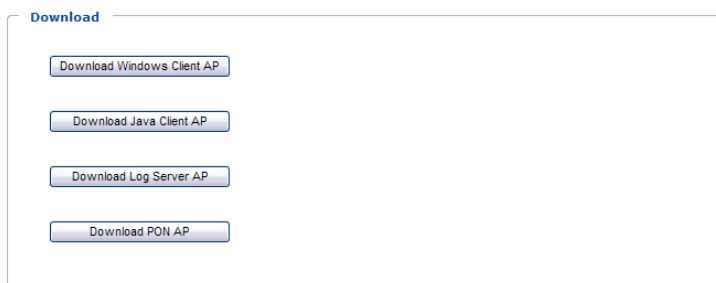 Download
Download Windows Client AP
Download Java Client AP
Download Log Server AP
Download PON AP